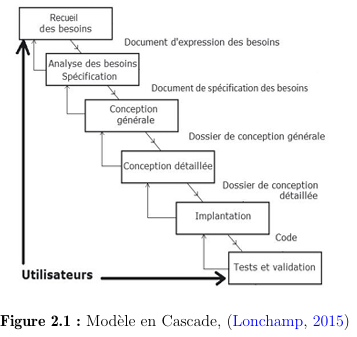 Recueil
des besoins
Document d'expression des besoins
Analyse des besoins
Spécification
Document de spécification des besoins
Conception
générale
Dossier de conception générale
Conception détaillée
Dossier de conception
détaillée
Implantation
Code
Utilisateurs
Tests et validation
Figure 2.1 : Modèle en Cascade, (Lonchamp, 2015)